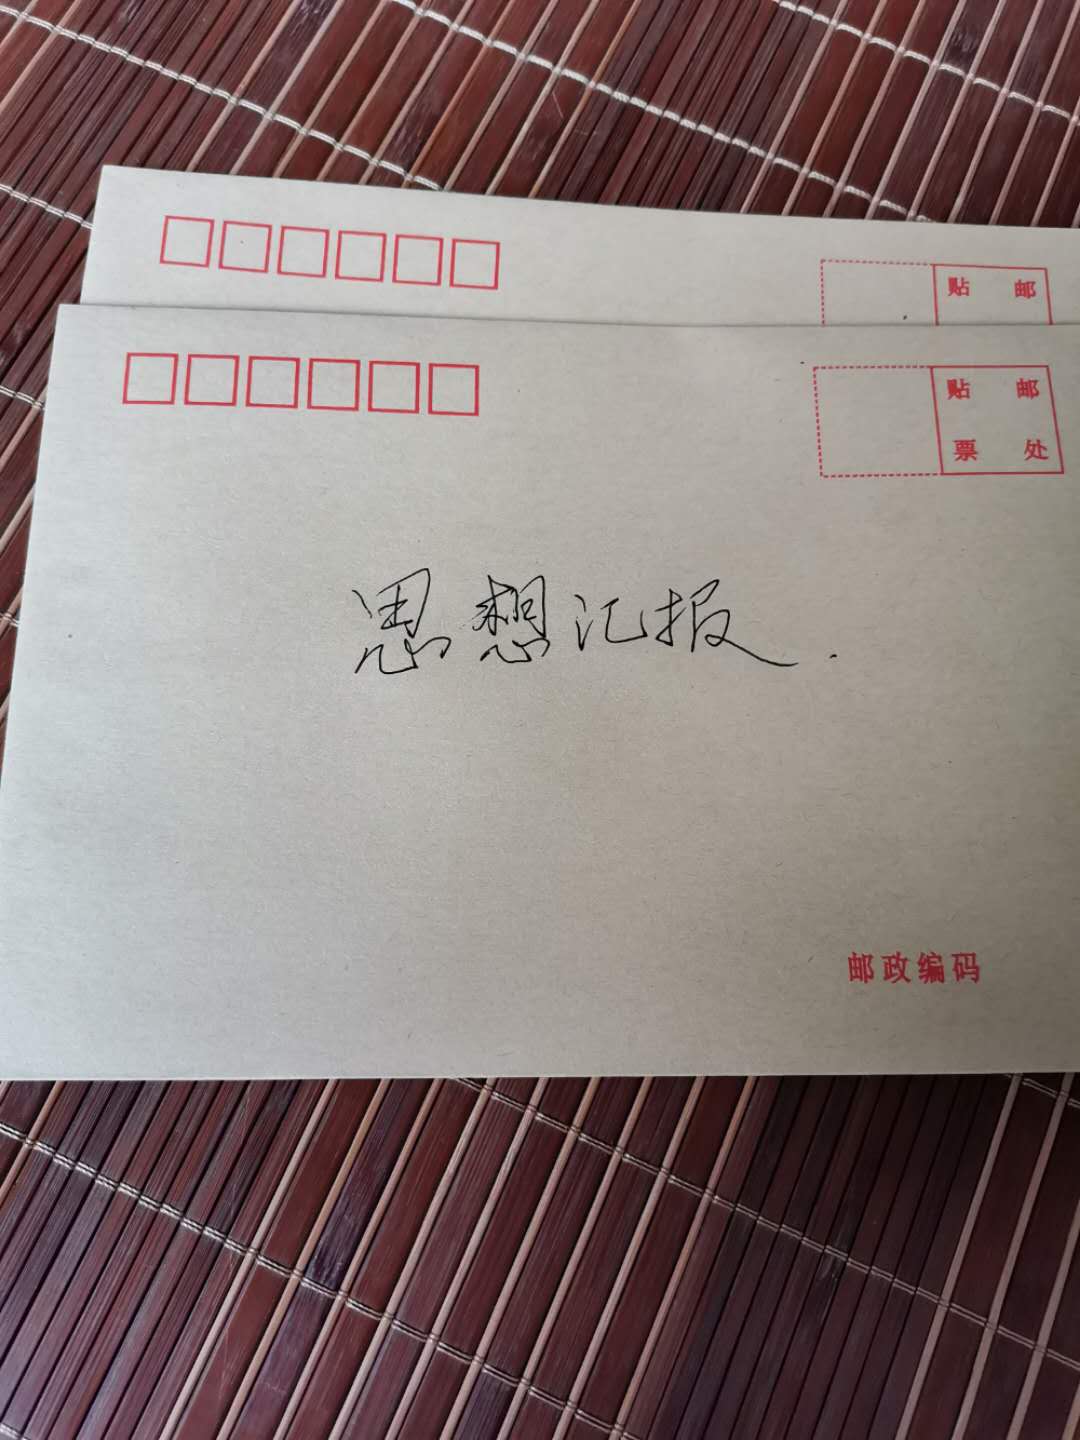 贴 邮
贴 邮
票 处
思想汇报.
邮政编码